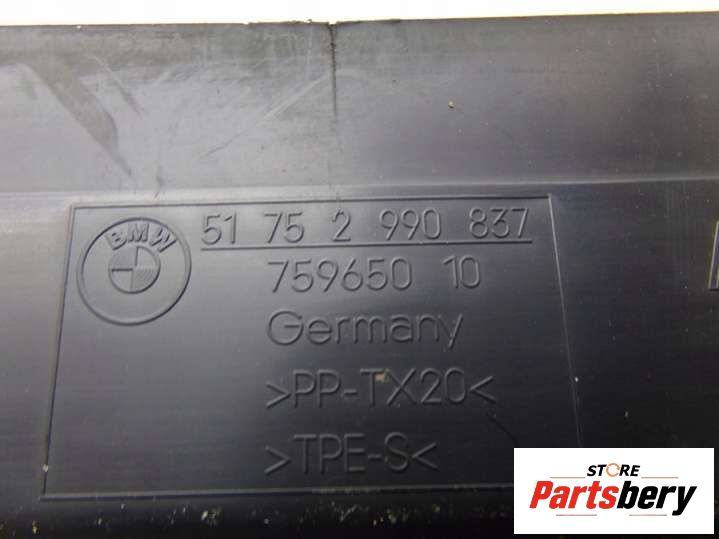 BMW
51 75 2 990 837
759650 10
Germany
>PP-TX20<
>TPE-S<
STORE
Partsbery